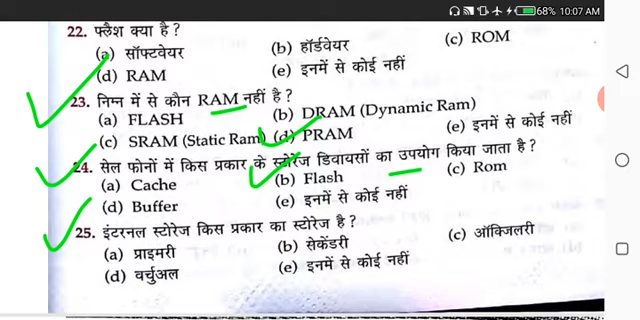 68% 10:07 AM
22. फ्लैश क्या है ?
(a) सॉफ्टवेयर (b) हॉर्डवेयर (c) ROM
(d) RAM (e) इनमें से कोई नहीं
23. निम्न में से कौन RAM नहीं है ?
(a) FLASH (b) DRAM (Dynamic Ram)
(c) SRAM (Static Ram) (d) PRAM (e) इनमें से कोई नहीं
24. सेल फोनों में किस प्रकार के स्टोरेज डिवायसों का उपयोग किया जाता है ?
(a) Cache (b) Flash (c) Rom
(d) Buffer (e) इनमें से कोई नहीं
25. इंटरनल स्टोरेज किस प्रकार का स्टोरेज है ?
(a) प्राइमरी (b) सेकेंडरी (c) ऑक्जिलरी
(d) वर्चुअल (e) इनमें से कोई नहीं